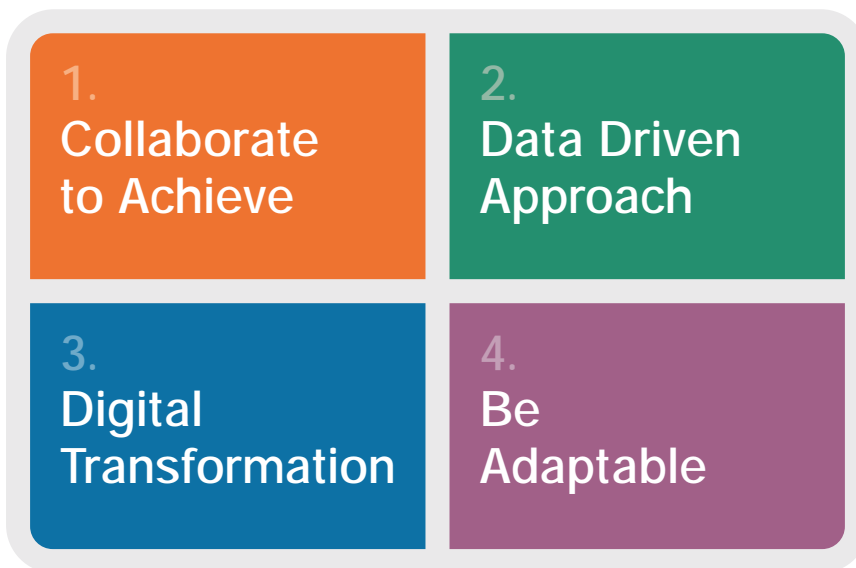 1.
Collaborate
to Achieve
2.
Data Driven
Approach
3.
Digital
Transformation
4.
Be
Adaptable